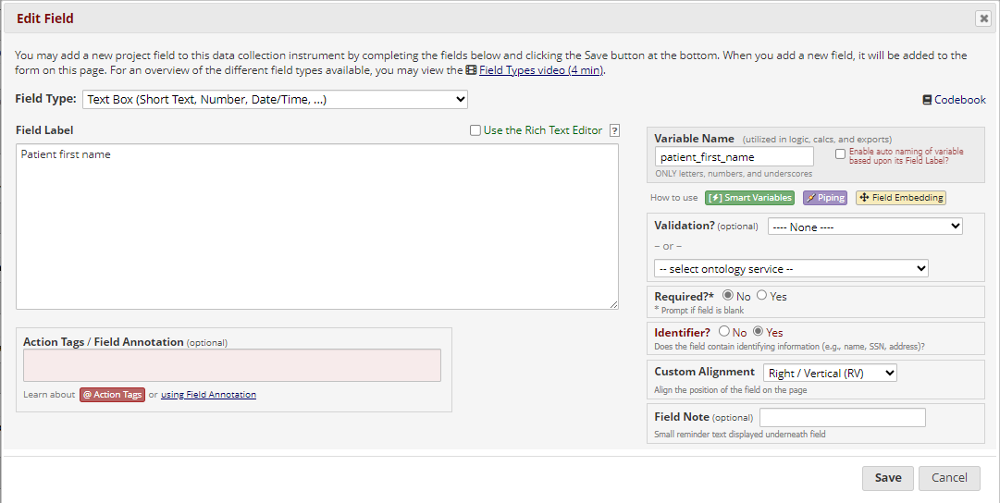 Edit Field
You may add a new project field to this data collection instrument by completing the fields below and clicking the Save button at the bottom. When you add a new field, it will be added to the
form on this page. For an overview of the different field types available, you may view the Field Types video (4 min).
Field Type: Text Box (Short Text, Number, Date/Time, ...)
Codebook
Field Label
Use the Rich Text Editor ?
Patient first name
Action Tags / Field Annotation (optional)
Learn about @ Action Tags or using Field Annotation
Variable Name (utilized in logic, calcs, and exports)
patient_first_name
Enable auto naming of variable
based upon its Field Label?
ONLY letters, numbers, and underscores
How to use [⚡] Smart Variables Piping Field Embedding
Validation? (optional) ---- None ----
– or –
-- select ontology service --
Required?* No Yes
* Prompt if field is blank
Identifier? No Yes
Does the field contain identifying information (e.g., name, SSN, address)?
Custom Alignment Right / Vertical (RV)
Align the position of the field on the page
Field Note (optional)
Small reminder text displayed underneath field
Save Cancel